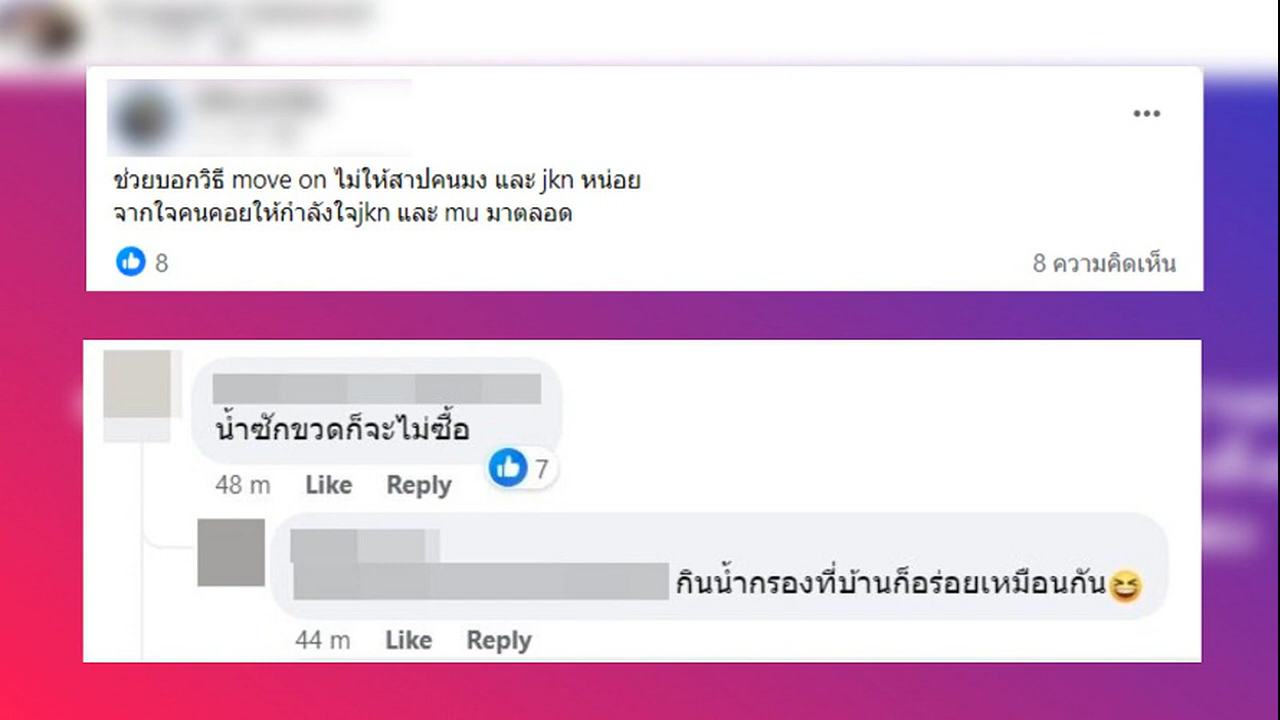 ช่วยบอกวิธี move on ไม่ให้สาปคนมง และ jkn หน่อย
จากใจคนคอยให้กำลังใจjkn และ mu มาตลอด
8
8 ความคิดเห็น
น้ำซักขวดก็จะไม่ซื้อ
7
48 m Like Reply
กินน้ำกรองที่บ้านก็อร่อยเหมือนกัน😆
44 m Like Reply